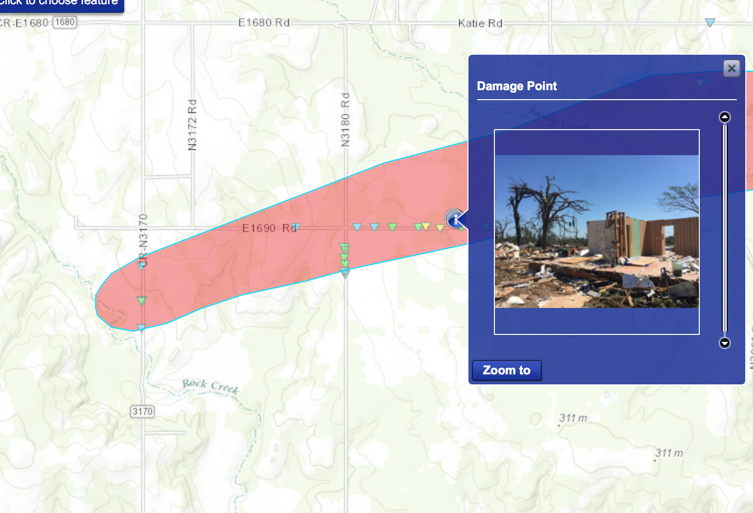 Click to choose feature
CR-E1680 1680
E1680 Rd
Katie Rd
N3172 Rd
N3180 Rd
CR-N3170
E1690 Rd
Rock Creek
3170
311 m
311 m
Damage Point
Zoom to